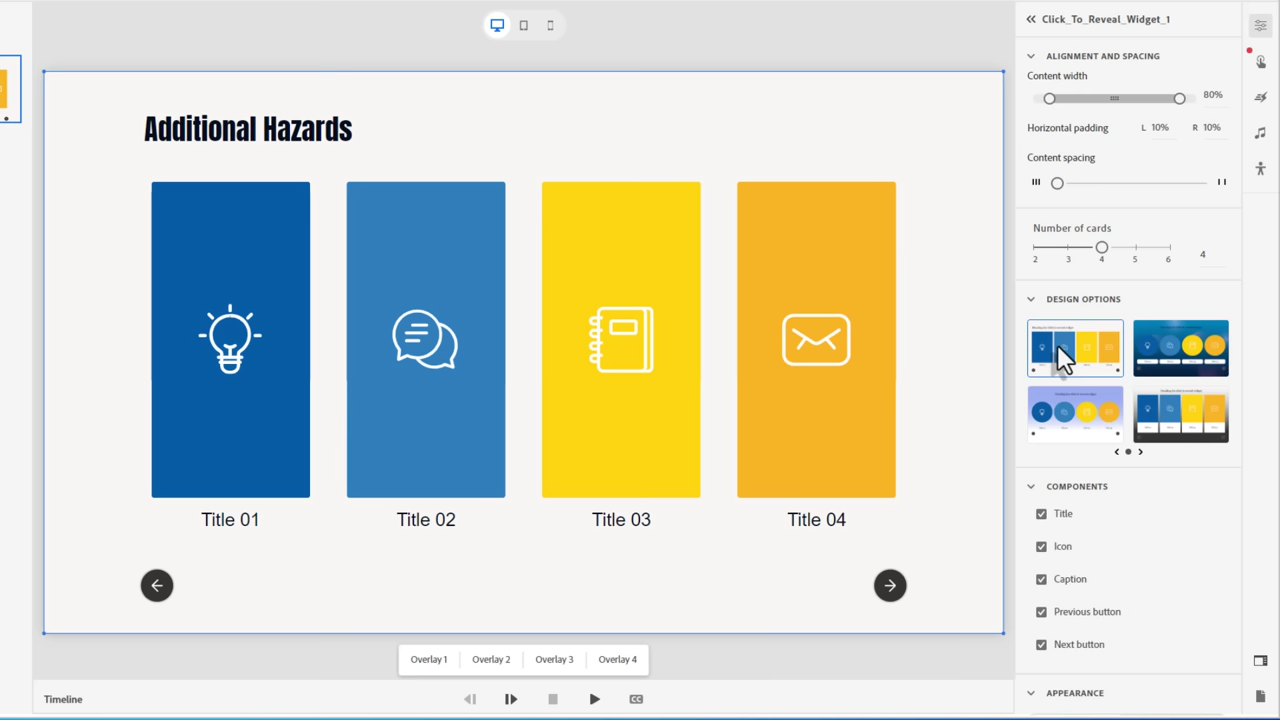 Click_To_Reveal_Widget_1
ALIGNMENT AND SPACING
Content width
80%
Horizontal padding L 10% R 10%
Content spacing
Number of cards
2 3 4 5 6
4
DESIGN OPTIONS
COMPONENTS
Title
Icon
Caption
Previous button
Next button
APPEARANCE
Additional Hazards
Title 01
Title 02
Title 03
Title 04
Overlay 1
Overlay 2
Overlay 3
Overlay 4
Timeline
CC